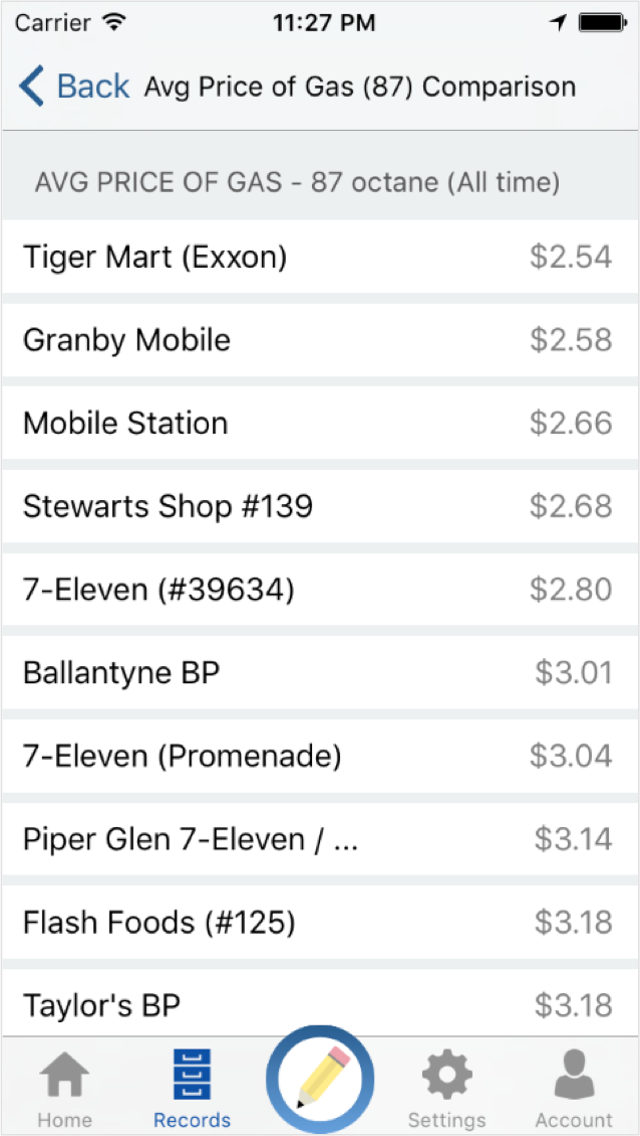 Carrier 11:27 PM
Back Avg Price of Gas (87) Comparison
AVG PRICE OF GAS - 87 octane (All time)
Tiger Mart (Exxon) $2.54
Granby Mobile $2.58
Mobile Station $2.66
Stewarts Shop #139 $2.68
7-Eleven (#39634) $2.80
Ballantyne BP $3.01
7-Eleven (Promenade) $3.04
Piper Glen 7-Eleven / ... $3.14
Flash Foods (#125) $3.18
Taylor's BP $3.18
Home Records Settings Account